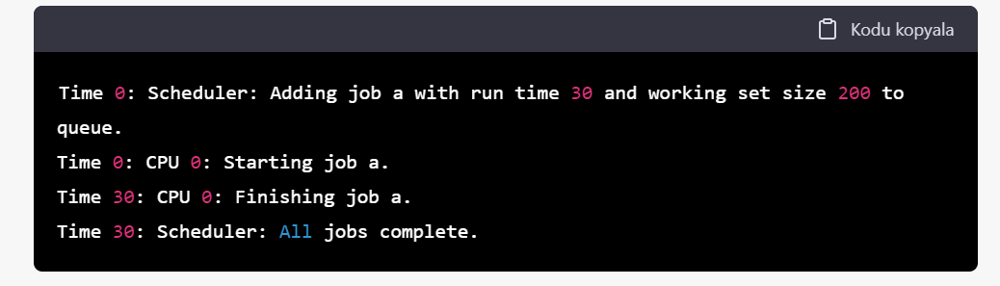 Kodu kopyala
Time 0: Scheduler: Adding job a with run time 30 and working set size 200 to
queue.
Time 0: CPU 0: Starting job a.
Time 30: CPU 0: Finishing job a.
Time 30: Scheduler: All jobs complete.